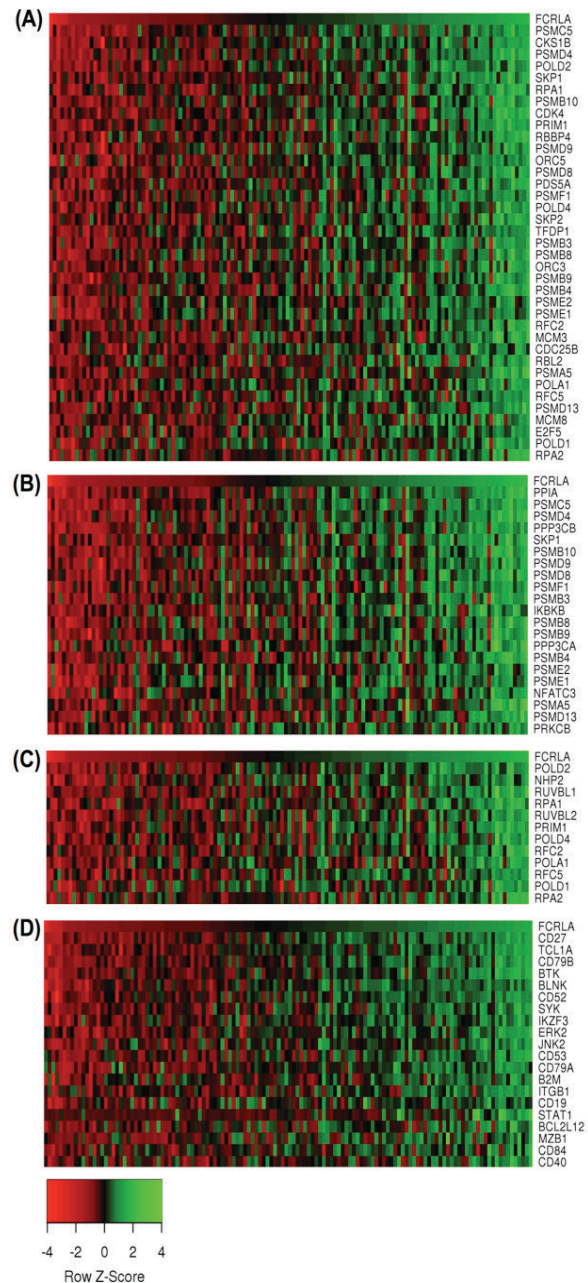 (A)
FCRLA
PSMC5
CKS1B
PSMD4
POLD2
SKP1
RPA1
PSMB10
CDK4
PRIM1
RBBP4
PSMD9
ORC5
PSMD8
PDS5A
PSMF1
POLD4
SKP2
TFDP1
PSMB3
PSMB8
ORC3
PSMB9
PSMB4
PSME2
PSME1
RFC2
MCM3
CDC25B
RBL2
PSMA5
POLA1
RFC5
PSMD13
MCM8
E2F5
POLD1
RPA2
(B)
FCRLA
PPIA
PSMC5
PSMD4
PPP3CB
SKP1
PSMB10
PSMD9
PSMD8
PSMF1
PSMB3
IKBKB
PSMB8
PSMB9
PPP3CA
PSMB4
PSME2
PSME1
NFATC3
PSMA5
PSMD13
PRKCB
(C)
FCRLA
POLD2
NHP2
RUVBL1
RPA1
RUVBL2
PRIM1
POLD4
RFC2
POLA1
RFC5
POLD1
RPA2
(D)
FCRLA
CD27
TCL1A
CD79B
BTK
BLNK
CD52
SYK
IKZF3
ERK2
JNK2
CD53
CD79A
B2M
ITGB1
CD19
STAT1
BCL2L12
MZB1
CD84
CD40
-4 -2 0 2 4
Row Z-Score